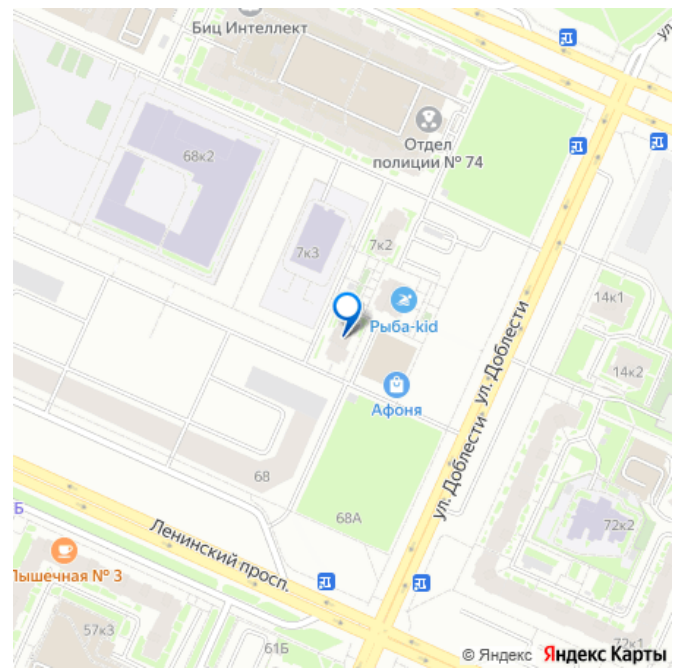 Биц Интеллект
ул.
Отдел
полиции № 74
68к2
7к2
7к3
14к1
Рыба-kid
ул. Доблести
14к2
Афоня
ул. Доблести
68
68А
72к2
Б
Ленинский просп.
Пышечная № 3
57к3
61Б
72к1
© Яндекс Яндекс Карты